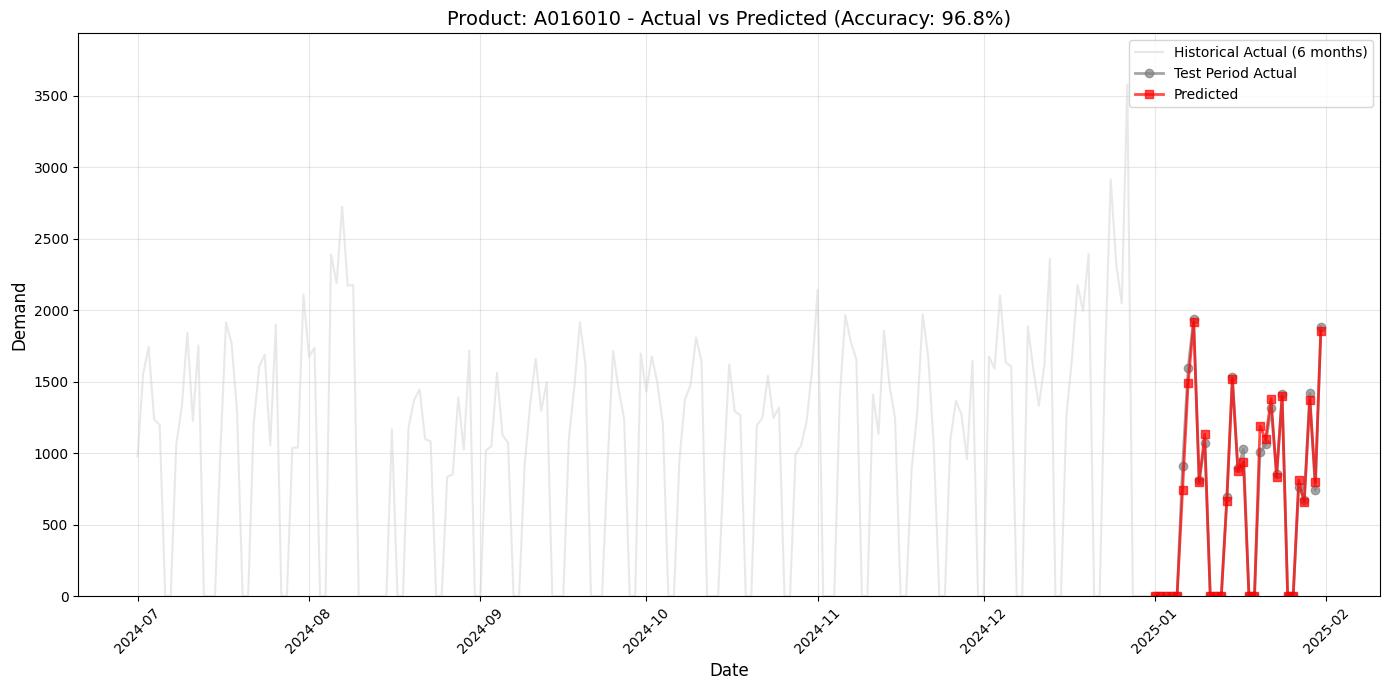 Product: A016010 - Actual vs Predicted (Accuracy: 96.8%)
Historical Actual (6 months)
Test Period Actual
Predicted
3500
3000
2500
2000
1500
1000
500
0
Demand
2024-07
2024-08
2024-09
2024-10
2024-11
2024-12
2025-01
2025-02
Date